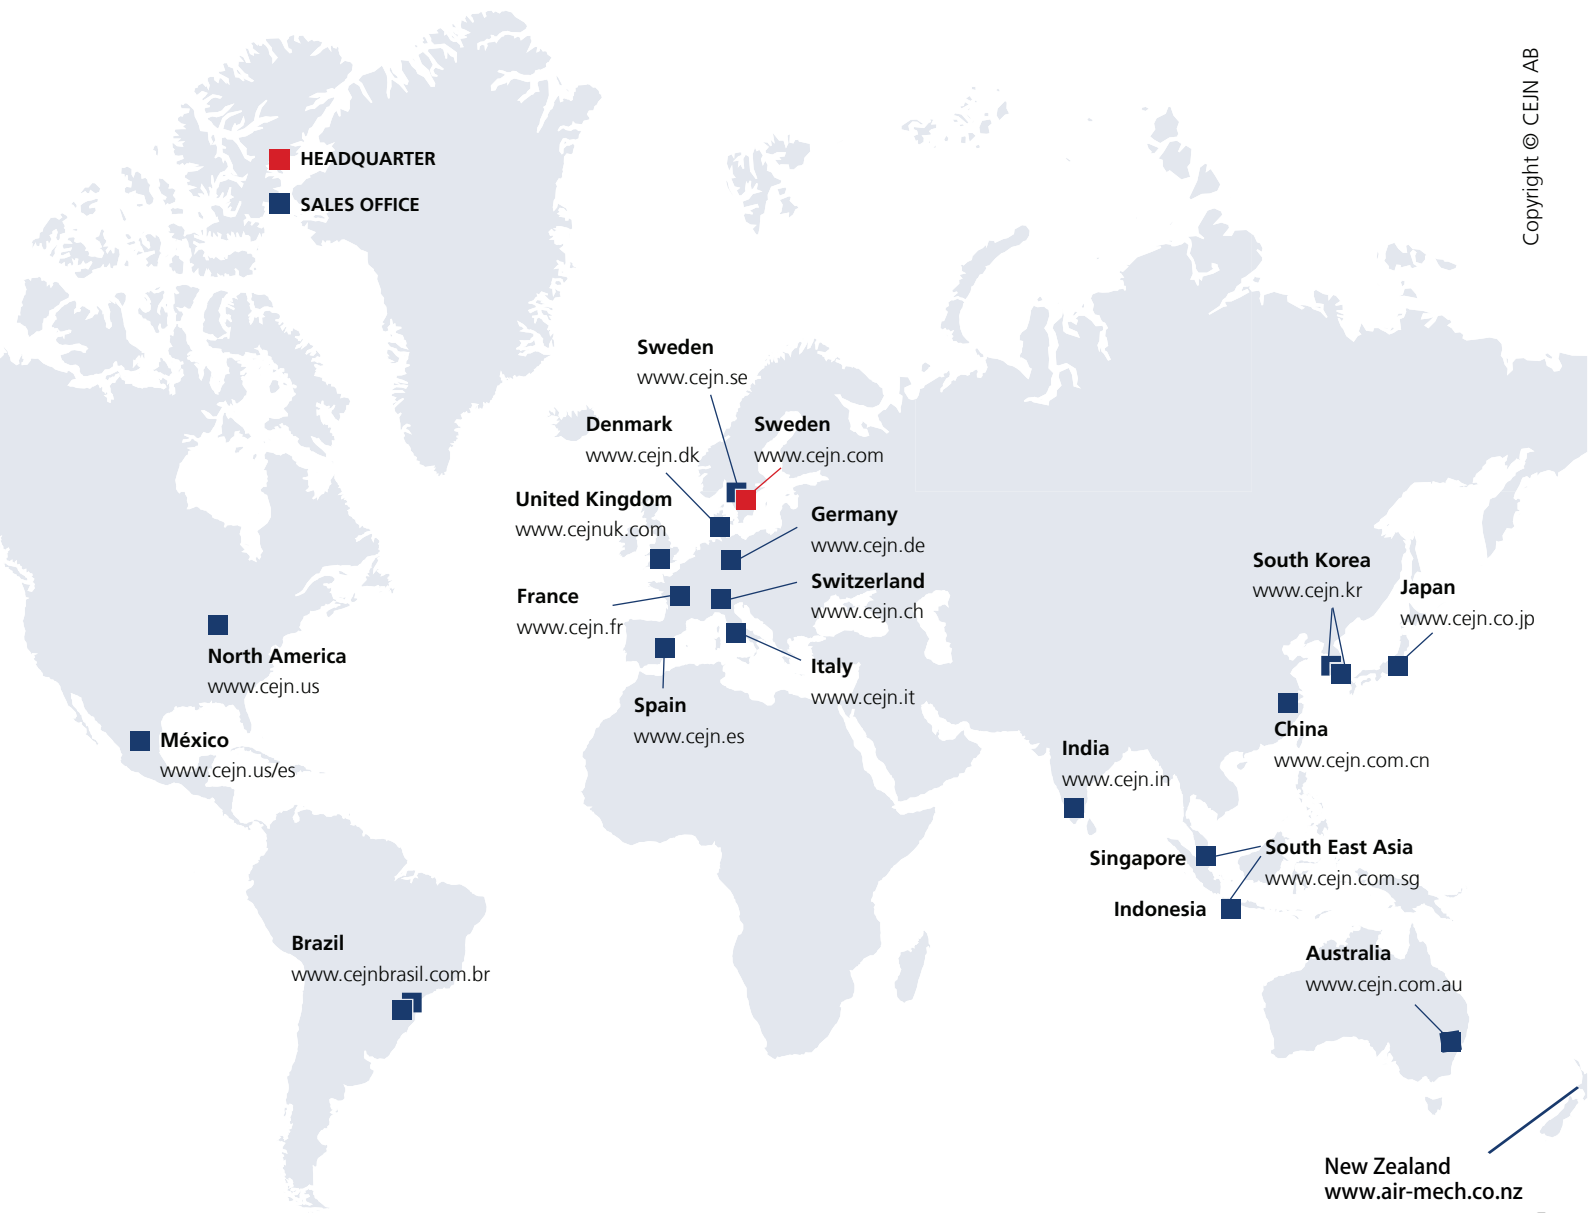 Copyright © CEJN AB
HEADQUARTER
SALES OFFICE
Sweden
www.cejn.se
Denmark
www.cejn.dk
Sweden
www.cejn.com
United Kingdom
www.cejnuk.com
Germany
www.cejn.de
France
www.cejn.fr
Switzerland
www.cejn.ch
Italy
www.cejn.it
Spain
www.cejn.es
North America
www.cejn.us
México
www.cejn.us/es
Brazil
www.cejnbrasil.com.br
South Korea
www.cejn.kr
Japan
www.cejn.co.jp
China
www.cejn.com.cn
India
www.cejn.in
Singapore
South East Asia
www.cejn.com.sg
Indonesia
Australia
www.cejn.com.au
New Zealand
www.air-mech.co.nz